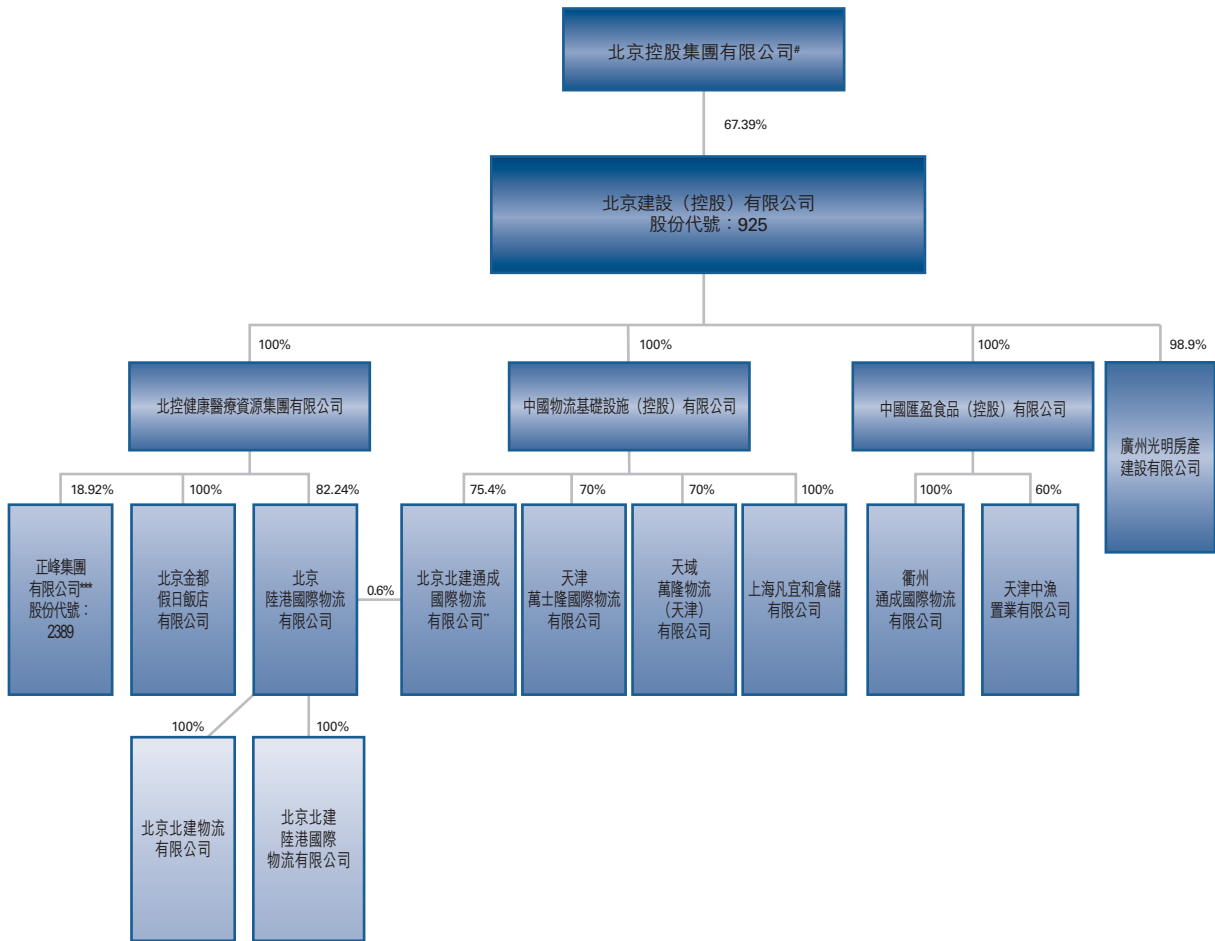 北京控股集團有限公司#
67.39%
北京建設（控股）有限公司
股份代號：925
100%
100%
100%
98.9%
北控健康醫療資源集團有限公司
中國物流基礎設施（控股）有限公司
中國匯盈食品（控股）有限公司
廣州光明房產
建設有限公司
18.92%
100%
82.24%
75.4%
70%
70%
100%
100%
60%
正峰集團
有限公司***
股份代號：
2389
北京金都
假日飯店
有限公司
北京
陸港國際物流
有限公司
0.6%
北京北建通成
國際物流
有限公司**
天津
萬士隆國際物流
有限公司
天域
萬隆物流
（天津）
有限公司
上海凡宜和倉儲
有限公司
衢州
通成國際物流
有限公司
天津中漁
置業有限公司
100%
100%
北京北建物流
有限公司
北京北建
陸港國際
物流有限公司